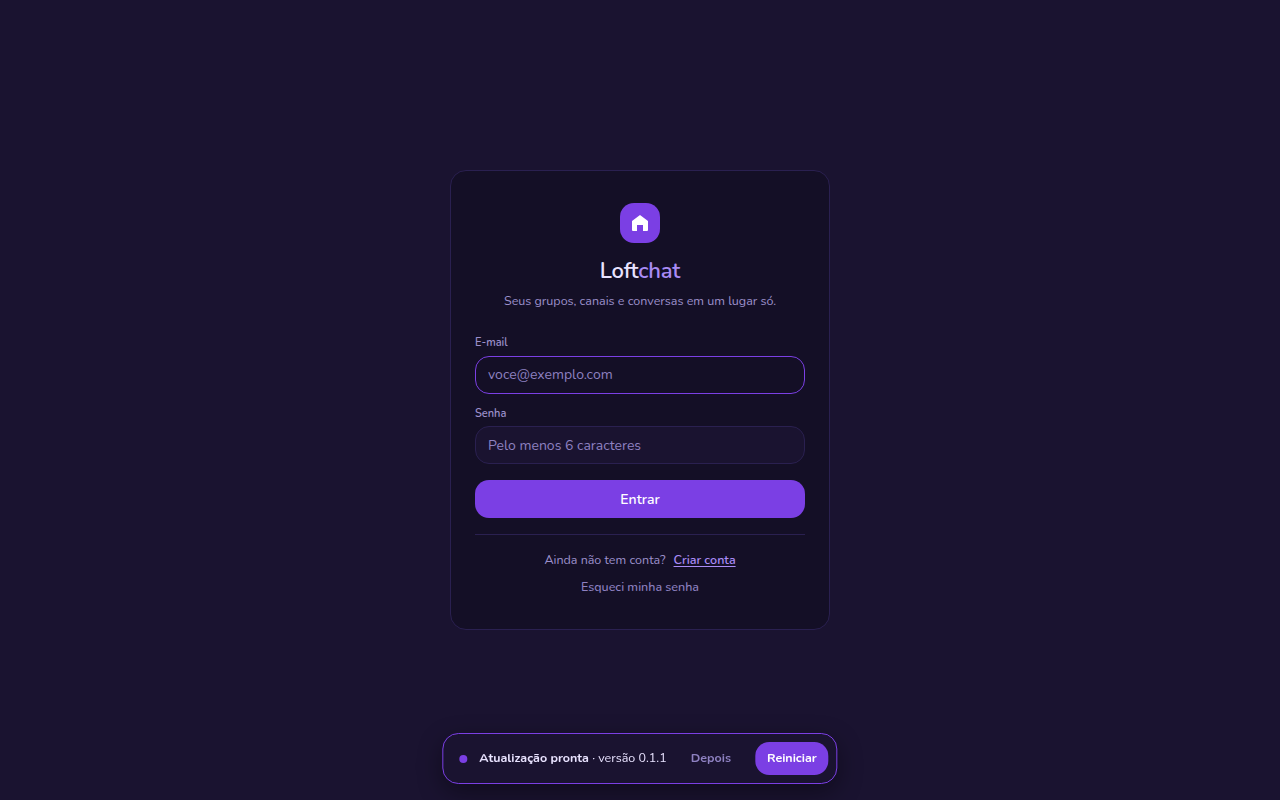 Loftchat
Seus grupos, canais e conversas em um lugar só.
E-mail
voce@exemplo.com
Senha
Pelo menos 6 caracteres
Entrar
Ainda não tem conta? Criar conta
Esqueci minha senha
Atualização pronta · versão 0.1.1 Depois Reiniciar